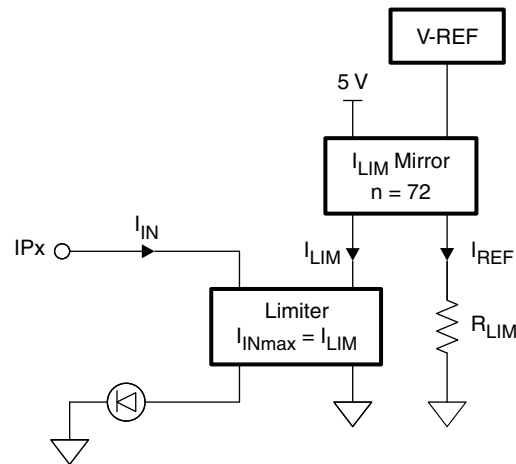 V-REF
5 V
I_LIM Mirror
n = 72
IPx
I_IN
I_LIM
I_REF
Limiter
I_INmax = I_LIM
R_LIM